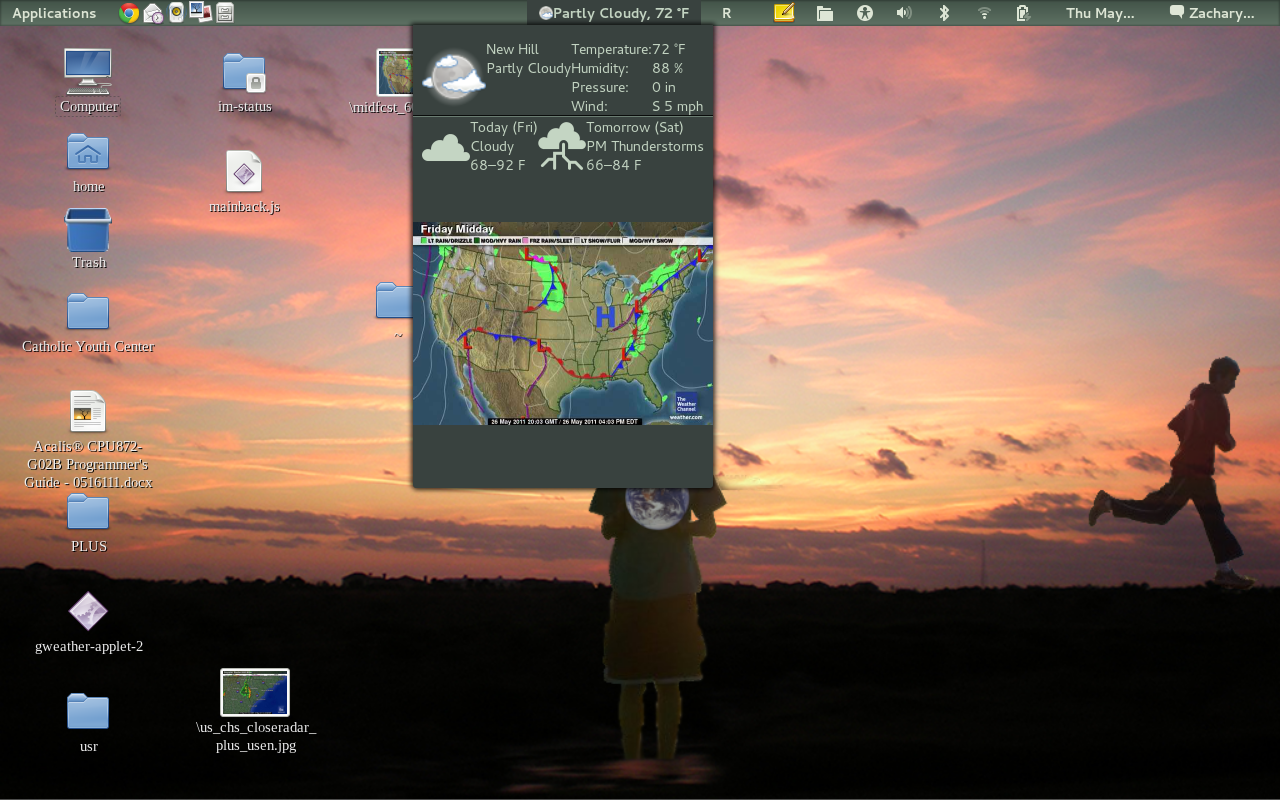 Applications
Partly Cloudy, 72 °F
R
Thu May...
Zachary...
Computer
home
Trash
Catholic Youth Center
Acalis® CPU872-
G02B Programmer's
Guide - 0516111.docx
PLUS
gweather-applet-2
usr
im-status
mainback.js
\us_chs_closeradar_
plus_usen.jpg
\midfcst_6
~
New Hill
Partly Cloudy
Temperature: 72 °F
Humidity: 88 %
Pressure: 0 in
Wind: S 5 mph
Today (Fri)
Cloudy
68–92 F
Tomorrow (Sat)
PM Thunderstorms
66–84 F
Friday Midday
LT RAIN/DRIZZLE MOD/HVY RAIN FRZ RAIN/SLEET LT SNOW/FLUR MOD/HVY SNOW
L
L
L
H
L
L
L
The
Weather
Channel
weather.com
26 May 2011 20:03 GMT / 26 May 2011 04:03 PM EDT